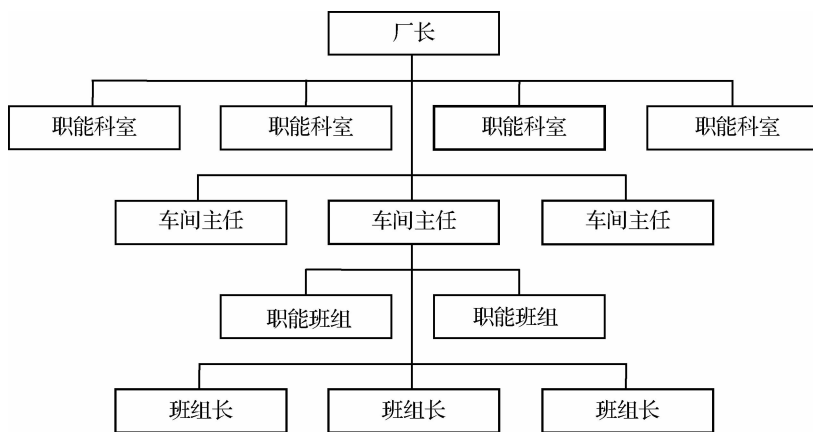 厂长
职能科室 职能科室 职能科室 职能科室
车间主任 车间主任 车间主任
职能班组 职能班组
班组长 班组长 班组长